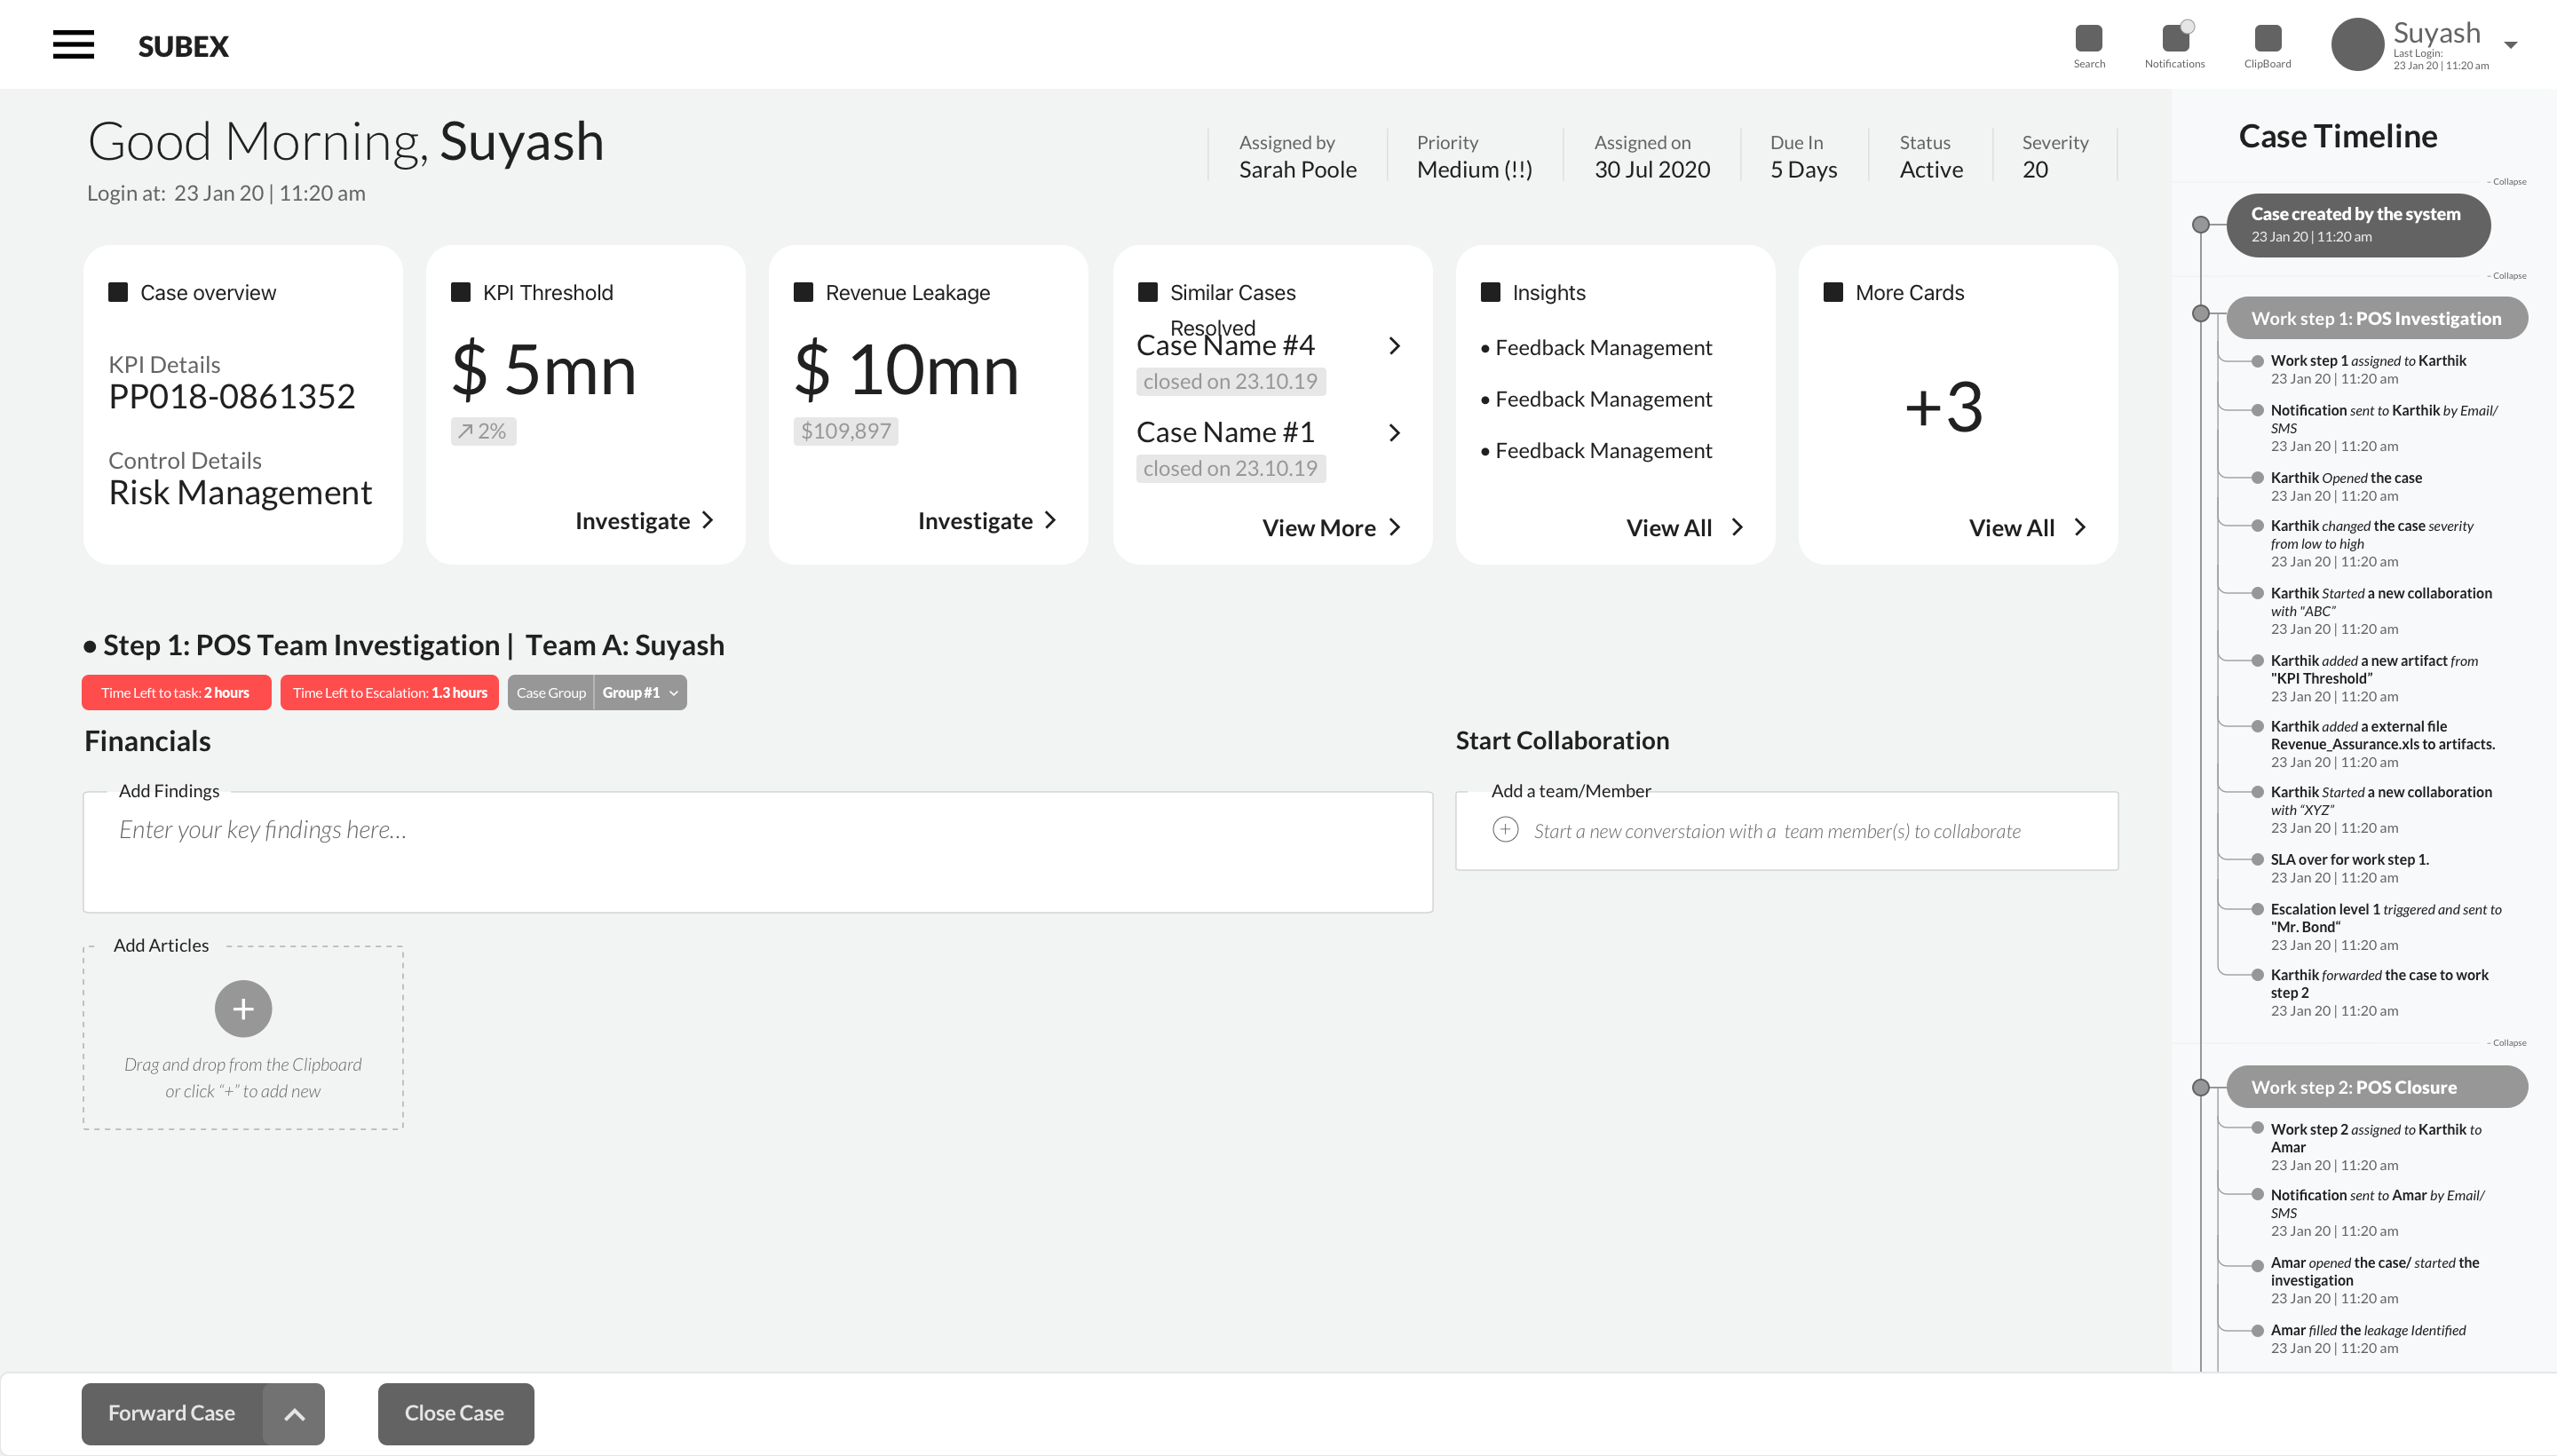 SUBEX
Search
Notifications
ClipBoard
Suyash
Last Login:
23 Jan 20 | 11:20 am
Good Morning, Suyash
Login at: 23 Jan 20 | 11:20 am
Assigned by
Sarah Poole
Priority
Medium (!!)
Assigned on
30 Jul 2020
Due In
5 Days
Status
Active
Severity
20
Case overview
KPI Details
PP018-0861352
Control Details
Risk Management
KPI Threshold
$ 5mn
2%
Investigate
Revenue Leakage
$ 10mn
$109,897
Investigate
Similar Cases
Resolved
Case Name #4
closed on 23.10.19
Case Name #1
closed on 23.10.19
View More
Insights
• Feedback Management
• Feedback Management
• Feedback Management
View All
More Cards
+3
View All
• Step 1: POS Team Investigation | Team A: Suyash
Time Left to task: 2 hours
Time Left to Escalation: 1.3 hours
Case Group
Group #1
Financials
Add Findings
Enter your key findings here...
Start Collaboration
Add a team/Member
Start a new converstaion with a team member(s) to collaborate
Add Articles
Drag and drop from the Clipboard
or click “+” to add new
Forward Case
Close Case
Case Timeline
– Collapse
Case created by the system
23 Jan 20 | 11:20 am
– Collapse
Work step 1: POS Investigation
Work step 1 assigned to Karthik
23 Jan 20 | 11:20 am
Notification sent to Karthik by Email/
SMS
23 Jan 20 | 11:20 am
Karthik Opened the case
23 Jan 20 | 11:20 am
Karthik changed the case severity
from low to high
23 Jan 20 | 11:20 am
Karthik Started a new collaboration
with "ABC”
23 Jan 20 | 11:20 am
Karthik added a new artifact from
"KPI Threshold”
23 Jan 20 | 11:20 am
Karthik added a external file
Revenue_Assurance.xls to artifacts.
23 Jan 20 | 11:20 am
Karthik Started a new collaboration
with “XYZ”
23 Jan 20 | 11:20 am
SLA over for work step 1.
23 Jan 20 | 11:20 am
Escalation level 1 triggered and sent to
"Mr. Bond“
23 Jan 20 | 11:20 am
Karthik forwarded the case to work
step 2
23 Jan 20 | 11:20 am
– Collapse
Work step 2: POS Closure
Work step 2 assigned to Karthik to
Amar
23 Jan 20 | 11:20 am
Notification sent to Amar by Email/
SMS
23 Jan 20 | 11:20 am
Amar opened the case/ started the
investigation
23 Jan 20 | 11:20 am
Amar filled the leakage Identified
23 Jan 20 | 11:20 am